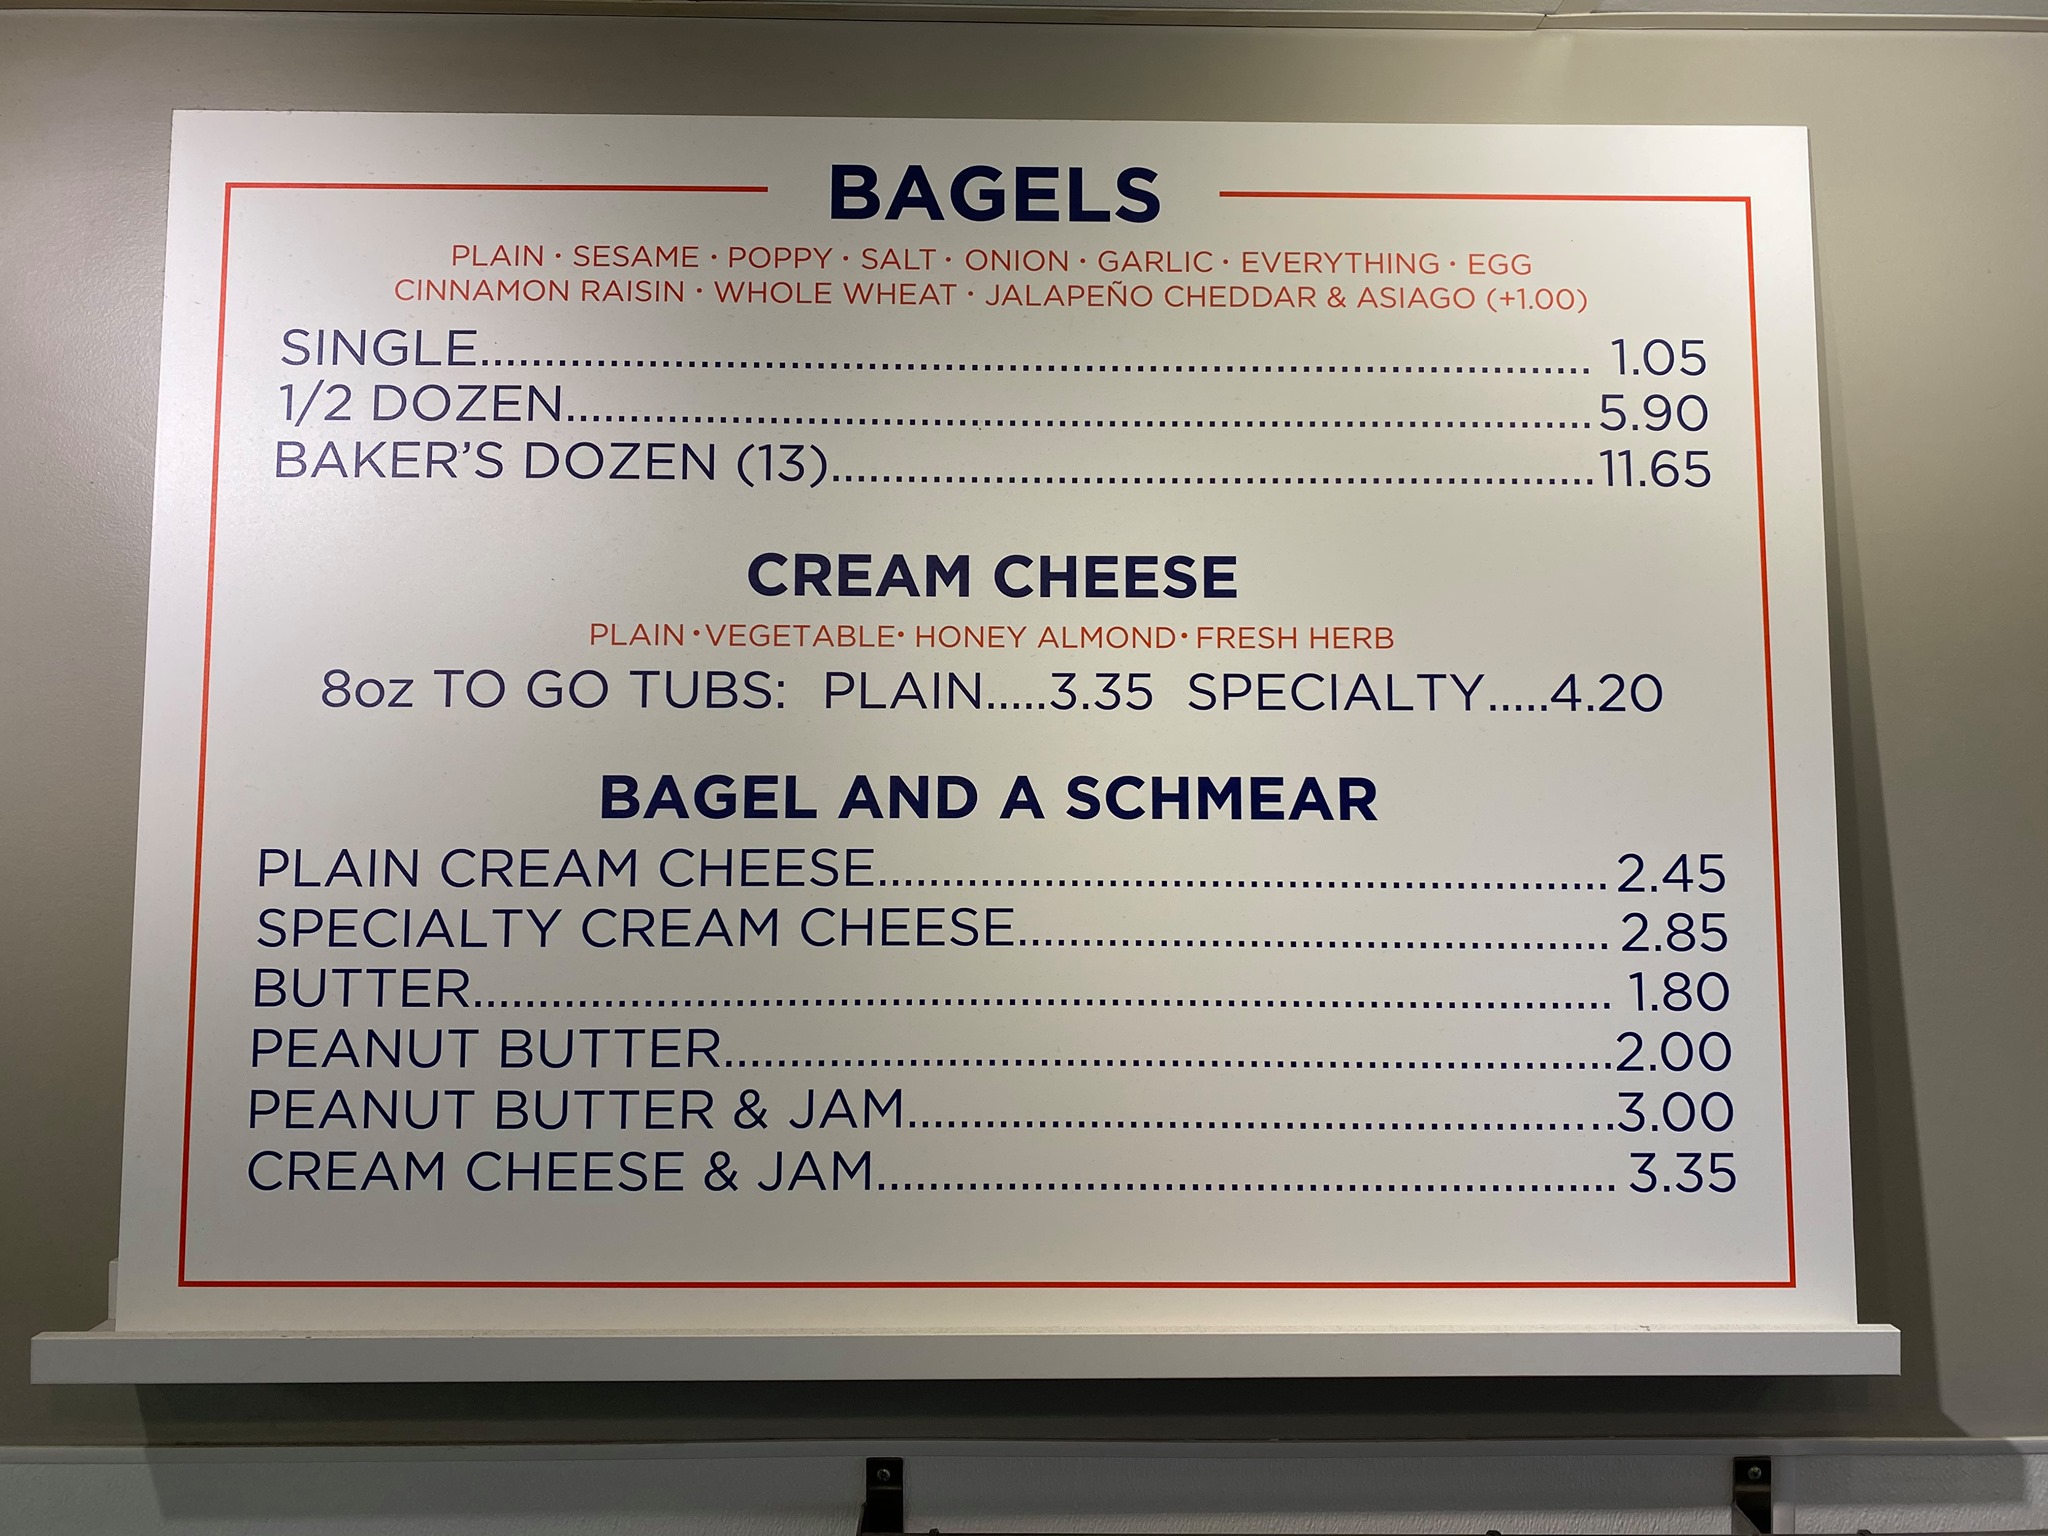 BAGELS
PLAIN · SESAME · POPPY · SALT · ONION · GARLIC · EVERYTHING · EGG
CINNAMON RAISIN · WHOLE WHEAT · JALAPEÑO CHEDDAR & ASIAGO (+1.00)
SINGLE................................................................ 1.05
1/2 DOZEN................................................................5.90
BAKER'S DOZEN (13)................................................................11.65
CREAM CHEESE
PLAIN • VEGETABLE • HONEY ALMOND • FRESH HERB
8oz TO GO TUBS: PLAIN.....3.35 SPECIALTY.....4.20
BAGEL AND A SCHMEAR
PLAIN CREAM CHEESE................................................................ 2.45
SPECIALTY CREAM CHEESE................................................................ 2.85
BUTTER................................................................ 1.80
PEANUT BUTTER................................................................2.00
PEANUT BUTTER & JAM................................................................3.00
CREAM CHEESE & JAM................................................................ 3.35